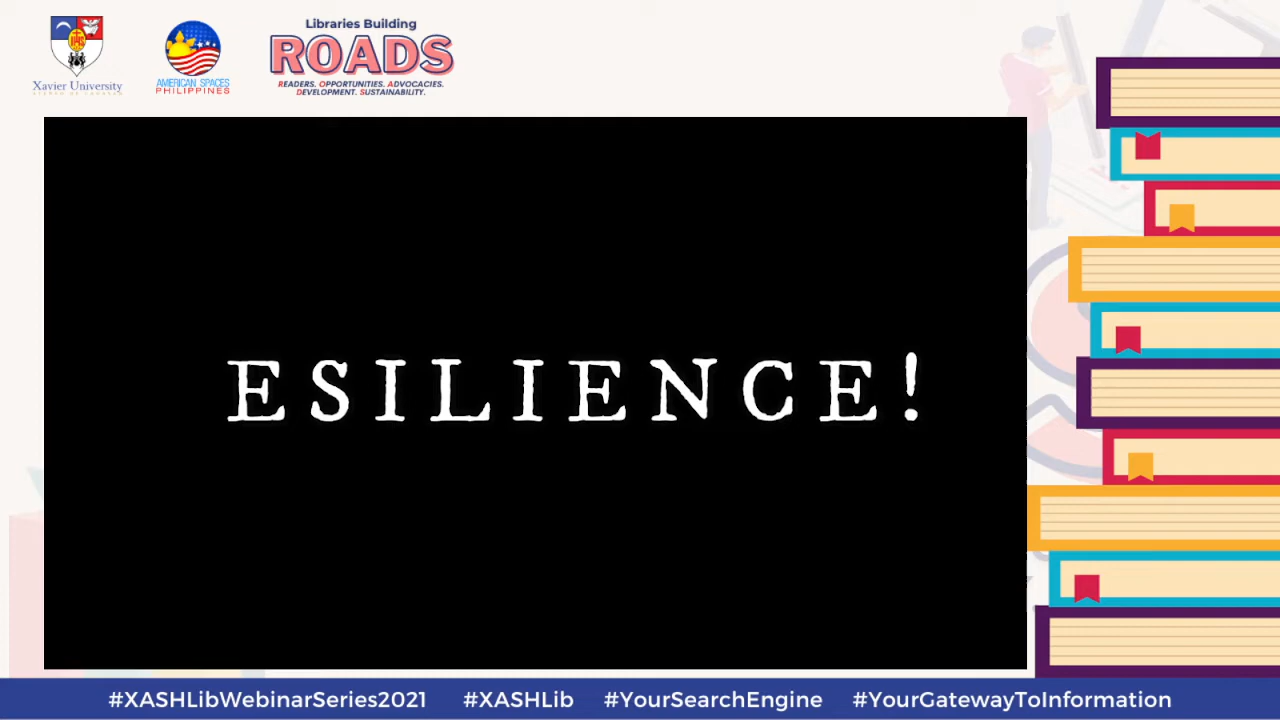 Libraries Building
ROADS
READERS. OPPORTUNITIES. ADVOCACIES.
DEVELOPMENT. SUSTAINABILITY.
Xavier University
AMERICAN SPACES
PHILIPPINES
ESILIENCE!
#XASHLibWebinarSeries2021 #XASHLib #YourSearchEngine #YourGatewayToInformation